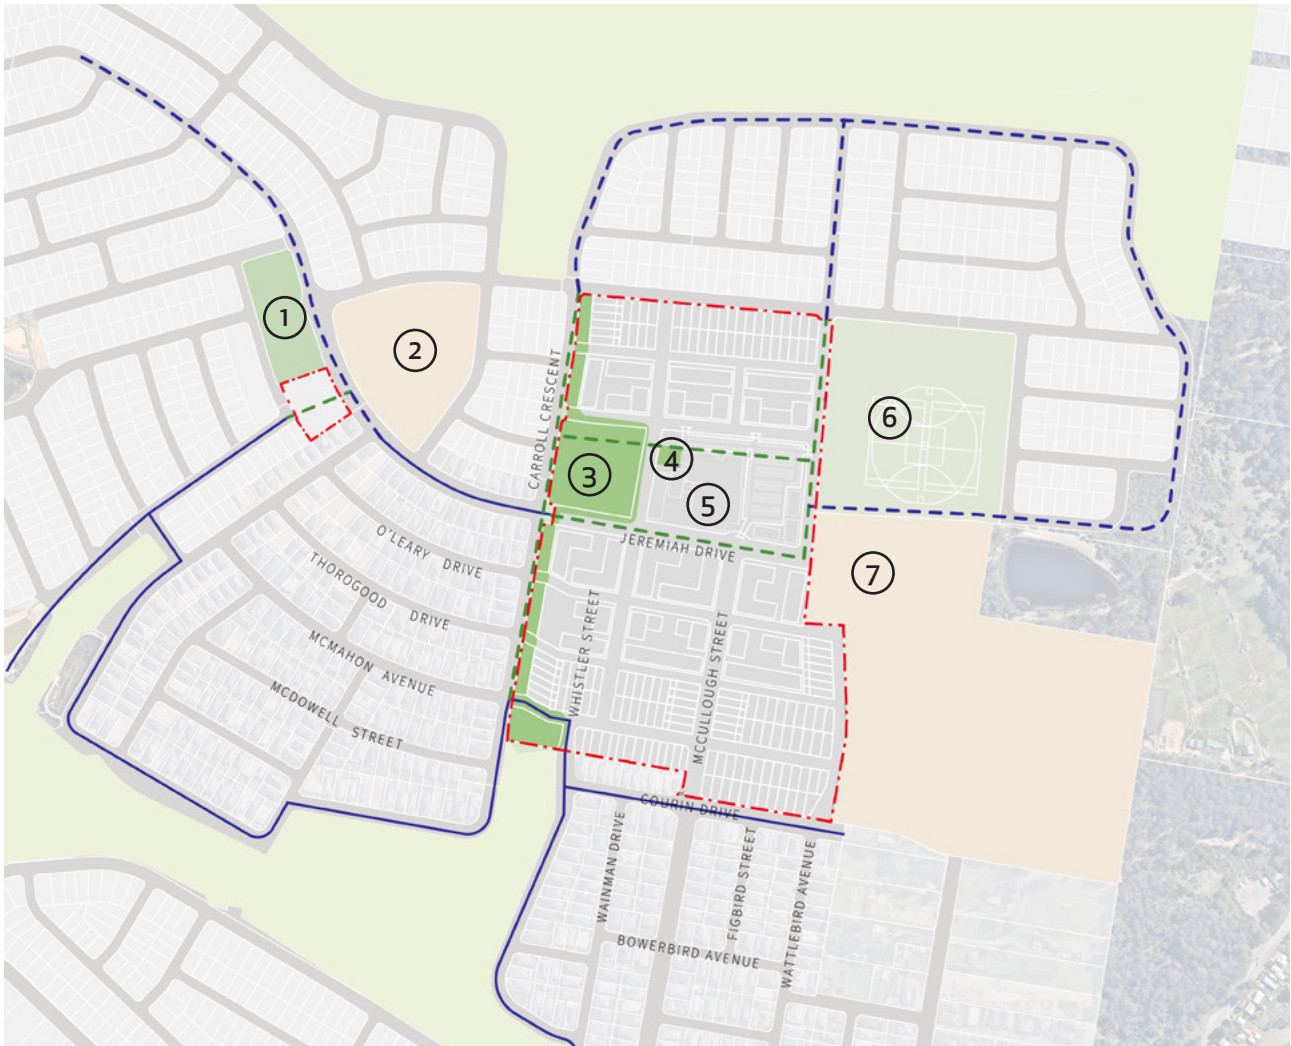 1
2
CARROLL CRESCENT
6
4
3
5
O'LEARY DRIVE
JEREMIAH DRIVE
7
THOROGOOD DRIVE
WHISTLER STREET
MCMAHON AVENUE
MCCULLOUGH STREET
MCDOWELL STREET
COURIN DRIVE
WAINMAN DRIVE
FIGBIRD STREET
WATTLEBIRD AVENUE
BOWERBIRD AVENUE